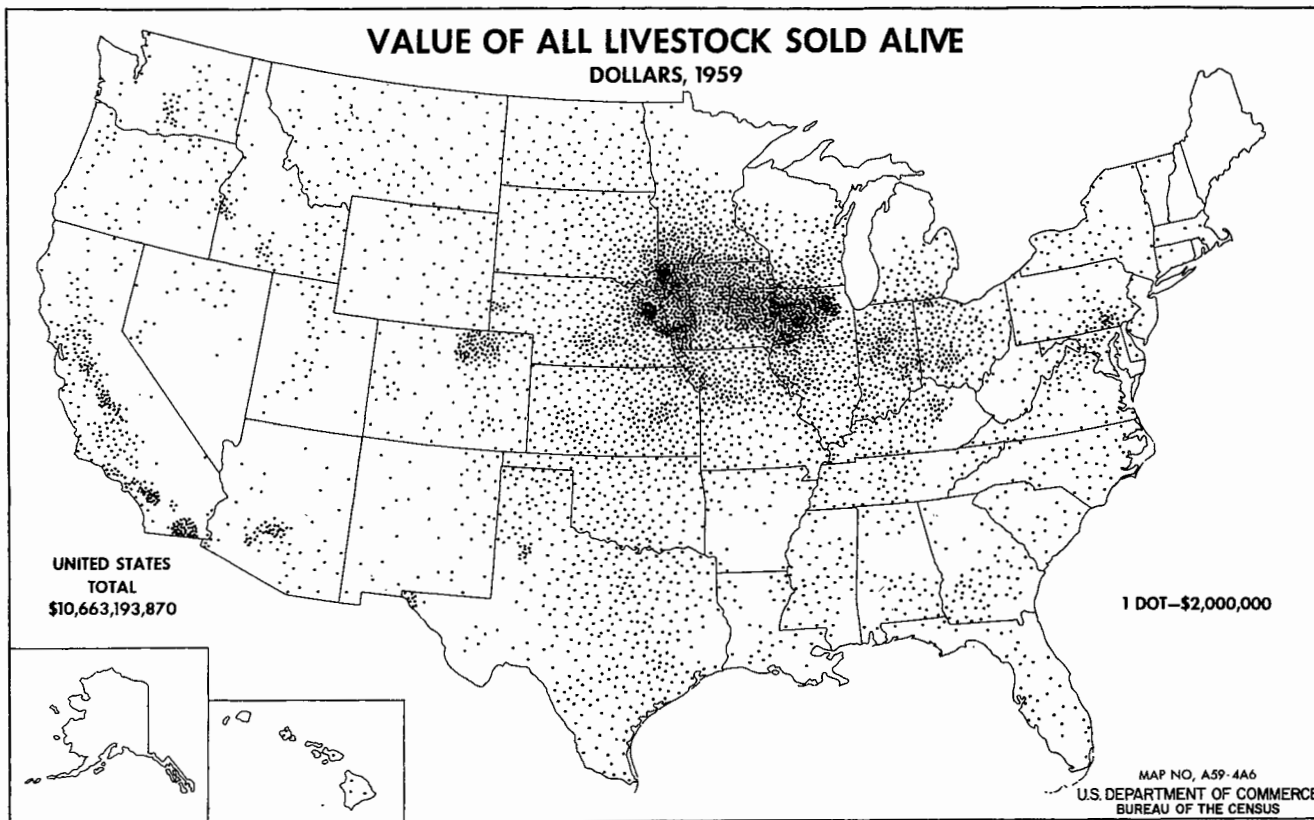 VALUE OF ALL LIVESTOCK SOLD ALIVE
DOLLARS, 1959
UNITED STATES
TOTAL
$10,663,193,870
1 DOT—$2,000,000
MAP NO, A59-4A6
U.S. DEPARTMENT OF COMMERCE
BUREAU OF THE CENSUS